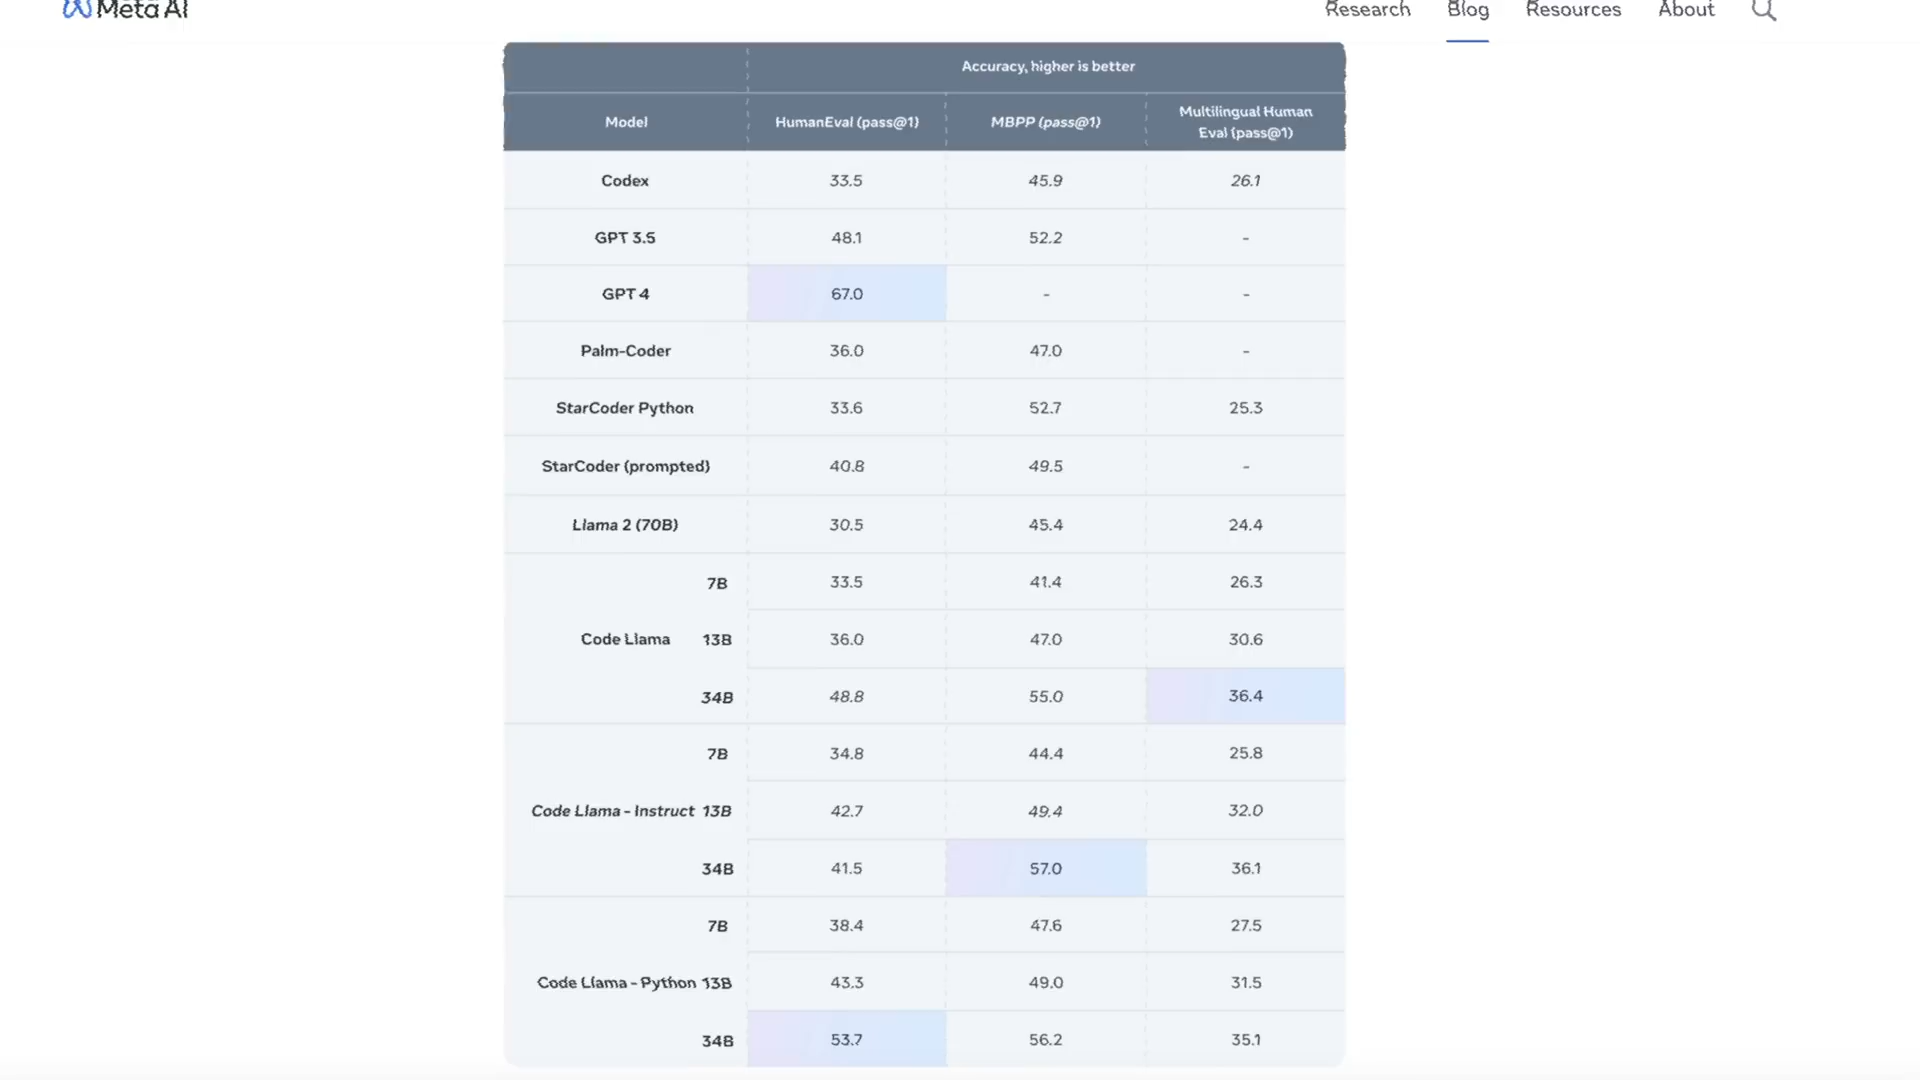 Meta AI
Research Blog Resources About
Accuracy, higher is better
Model HumanEval (pass@1) MBPP (pass@1) Multilingual Human Eval (pass@1)
Codex 33.5 45.9 26.1
GPT 3.5 48.1 52.2 -
GPT 4 67.0 - -
Palm-Coder 36.0 47.0 -
StarCoder Python 33.6 52.7 25.3
StarCoder (prompted) 40.8 49.5 -
Llama 2 (70B) 30.5 45.4 24.4
7B 33.5 41.4 26.3
Code Llama 13B 36.0 47.0 30.6
34B 48.8 55.0 36.4
7B 34.8 44.4 25.8
Code Llama - Instruct 13B 42.7 49.4 32.0
34B 41.5 57.0 36.1
7B 38.4 47.6 27.5
Code Llama - Python 13B 43.3 49.0 31.5
34B 53.7 56.2 35.1